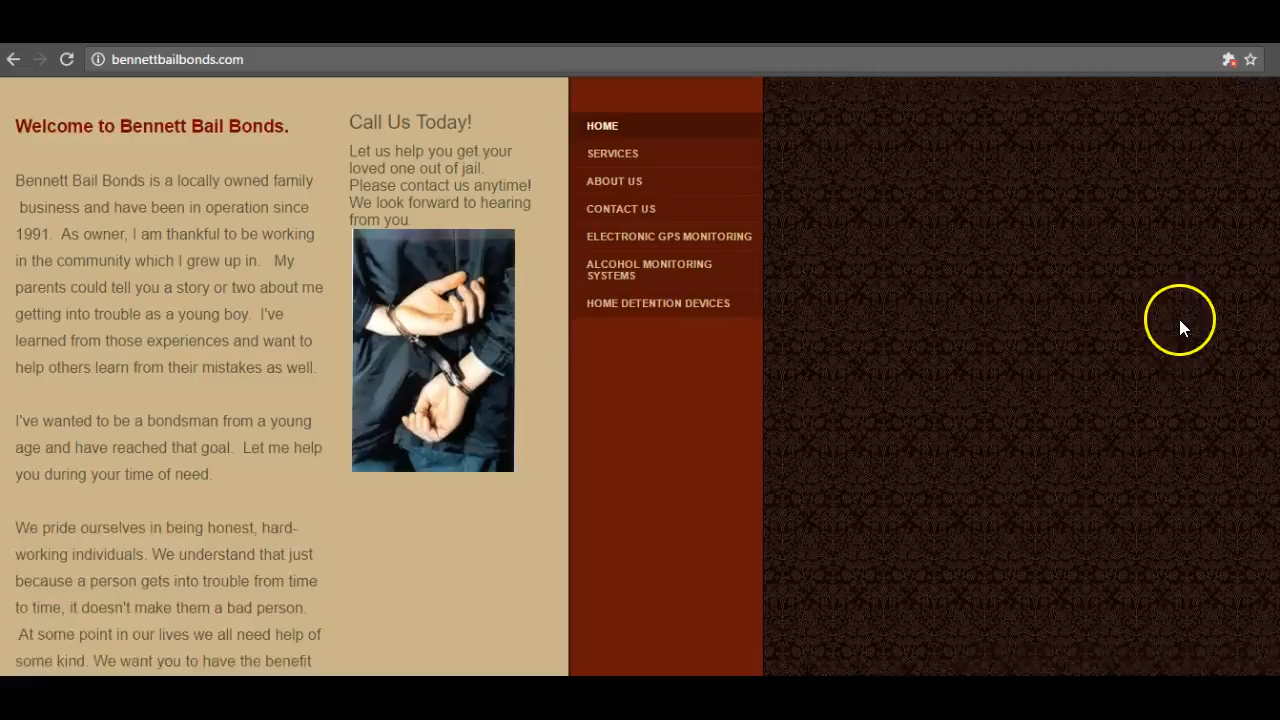 bennettbailbonds.com
Welcome to Bennett Bail Bonds.
Bennett Bail Bonds is a locally owned family
business and have been in operation since
1991. As owner, I am thankful to be working
in the community which I grew up in. My
parents could tell you a story or two about me
getting into trouble as a young boy. I've
learned from those experiences and want to
help others learn from their mistakes as well.
I've wanted to be a bondsman from a young
age and have reached that goal. Let me help
you during your time of need.
We pride ourselves in being honest, hard-
working individuals. We understand that just
because a person gets into trouble from time
to time, it doesn't make them a bad person.
At some point in our lives we all need help of
some kind. We want you to have the benefit
Call Us Today!
Let us help you get your
loved one out of jail.
Please contact us anytime!
We look forward to hearing
from you.
HOME
SERVICES
ABOUT US
CONTACT US
ELECTRONIC GPS MONITORING
ALCOHOL MONITORING
SYSTEMS
HOME DETENTION DEVICES